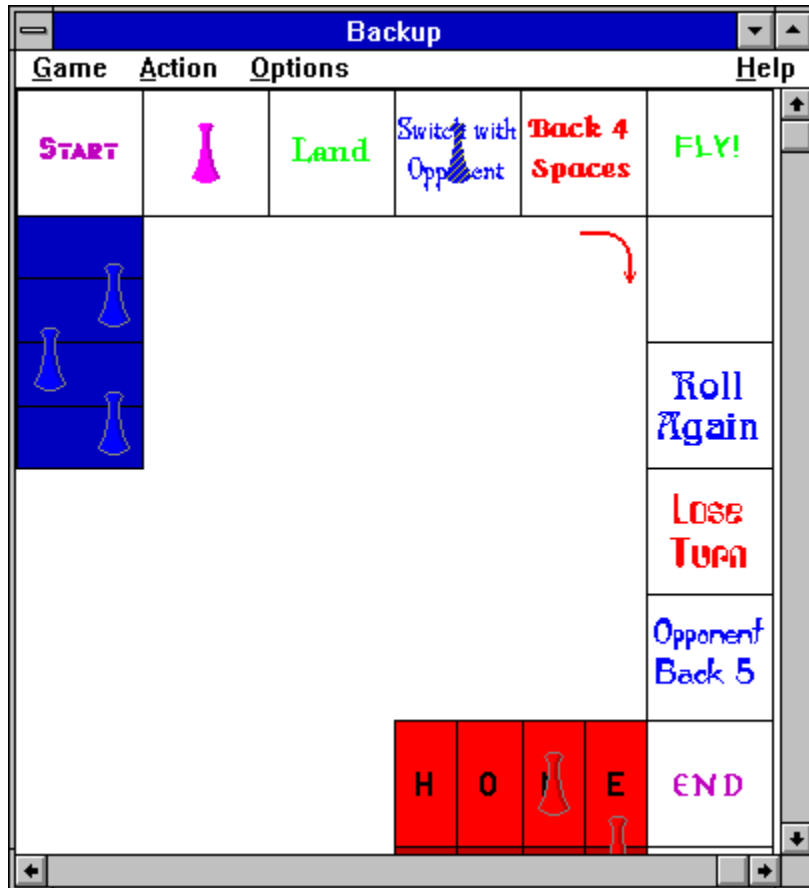 Backup
Game Action Options Help
START
Land
Switch with
Opponent
Back 4
Spaces
FLY!
Roll
Again
Lose
Turn
Opponent
Back 5
H O M E
END